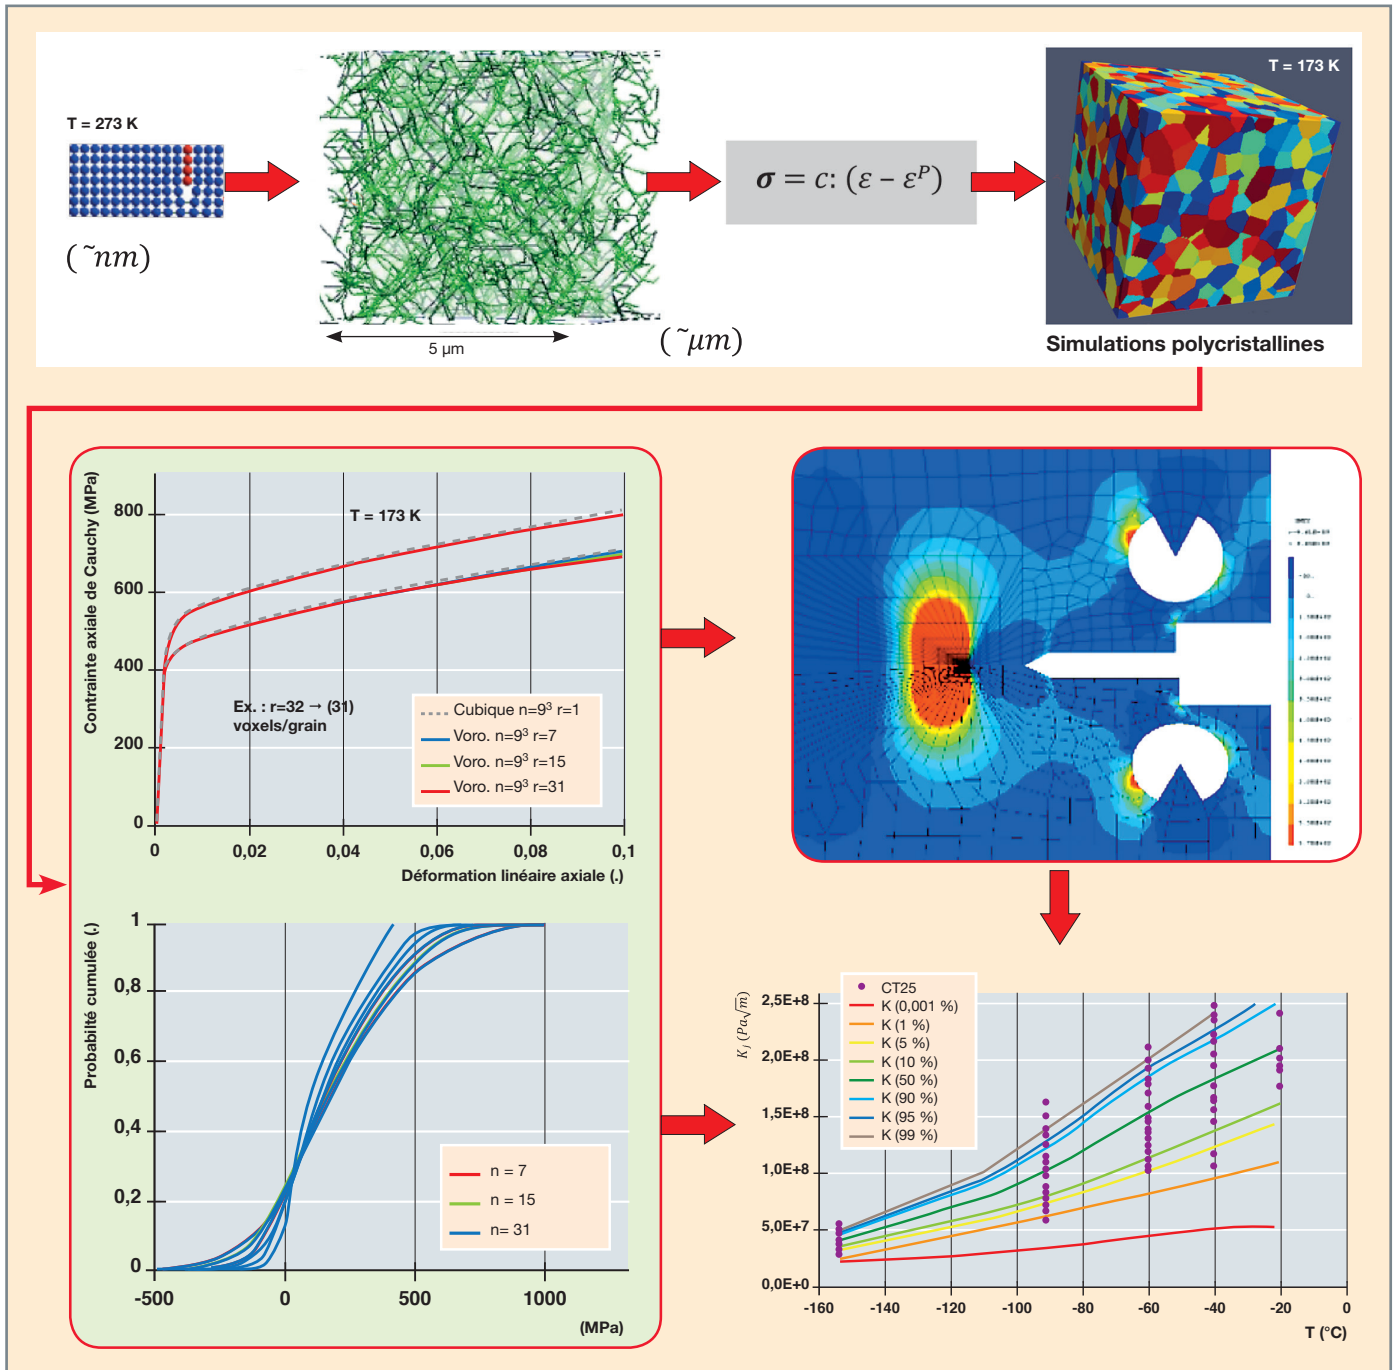 T = 273 K
(~nm)
5 µm
(~µm)
σ = c: (ε – ε^P)
T = 173 K
Simulations polycristallines
Contrainte axiale de Cauchy (MPa)
800
600
400
200
0
T = 173 K
Ex. : r=32 → (31)
voxels/grain
Cubique n=9³ r=1
Voro. n=9³ r=7
Voro. n=9³ r=15
Voro. n=9³ r=31
0 0,02 0,04 0,06 0,08 0,1
Déformation linéaire axiale (.)
Probabilté cumulée (.)
1
0,8
0,6
0,4
0,2
0
n = 7
n = 15
n= 31
-500 0 500 1000
(MPa)
K_J (Pa√m)
2,5E+8
2,0E+8
1,5E+8
1,0E+8
5,0E+7
0,0E+0
CT25
K (0,001 %)
K (1 %)
K (5 %)
K (10 %)
K (50 %)
K (90 %)
K (95 %)
K (99 %)
-160 -140 -120 -100 -80 -60 -40 -20 0
T (°C)